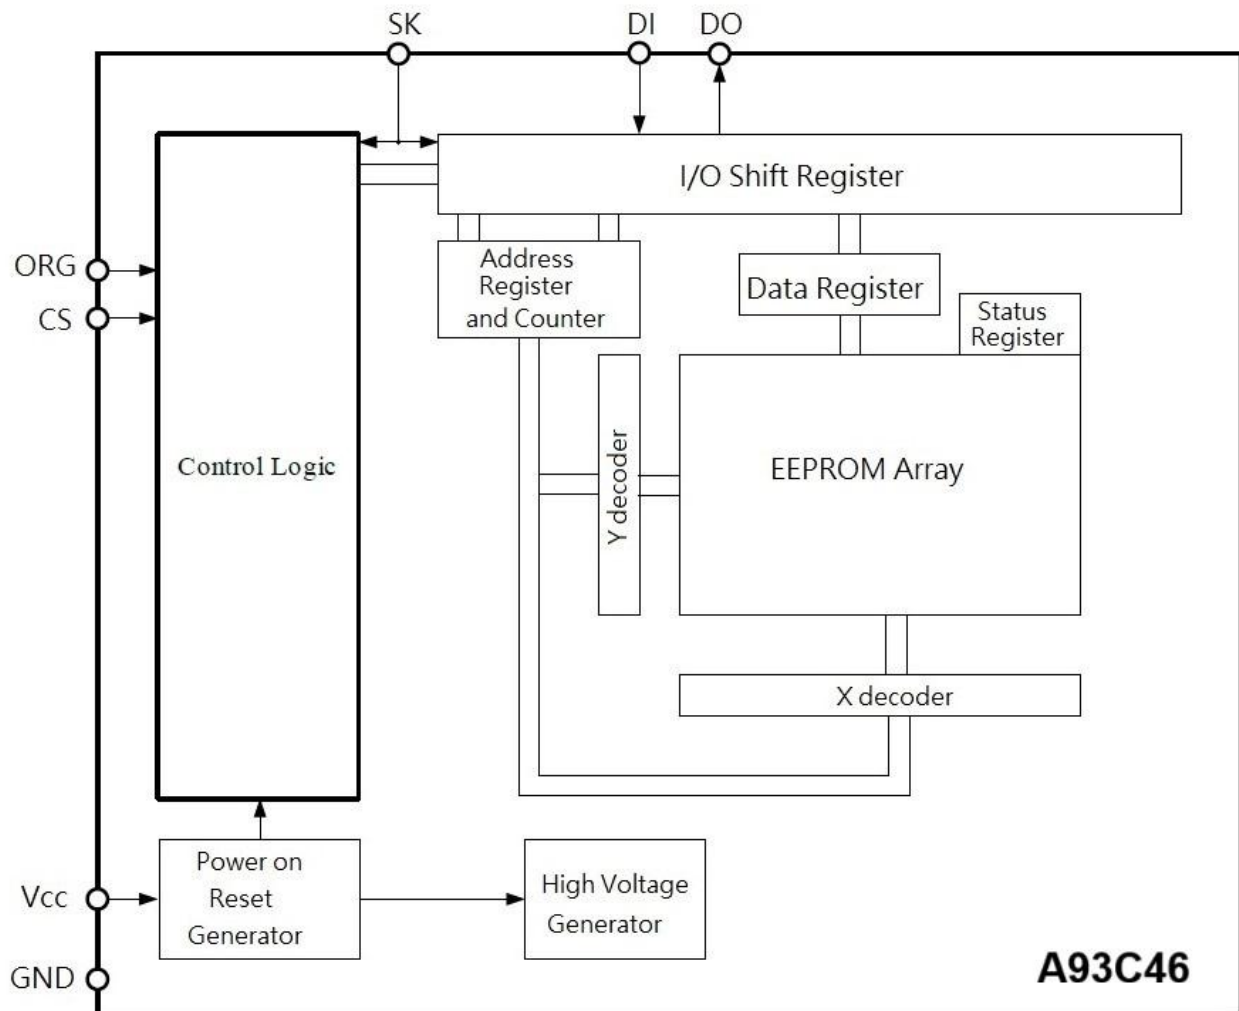 SK
DI
DO
I/O Shift Register
ORG
CS
Address
Register
and Counter
Data Register
Status
Register
Control Logic
Y decoder
EEPROM Array
X decoder
Vcc
Power on
Reset
Generator
High Voltage
Generator
GND
A93C46